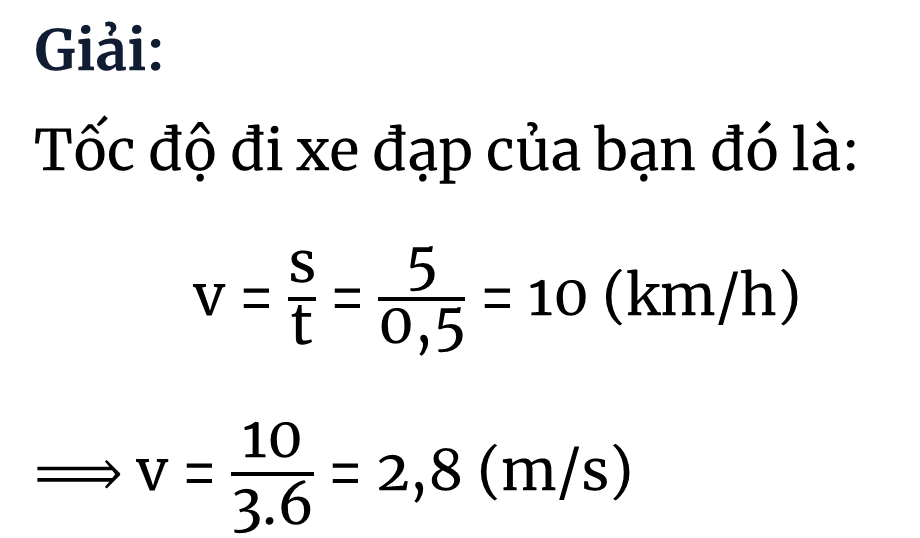 Giải:
Tốc độ đi xe đạp của bạn đó là:
v = s/t = 5/0,5 = 10 (km/h)
⟹ v = 10/3.6 = 2,8 (m/s)